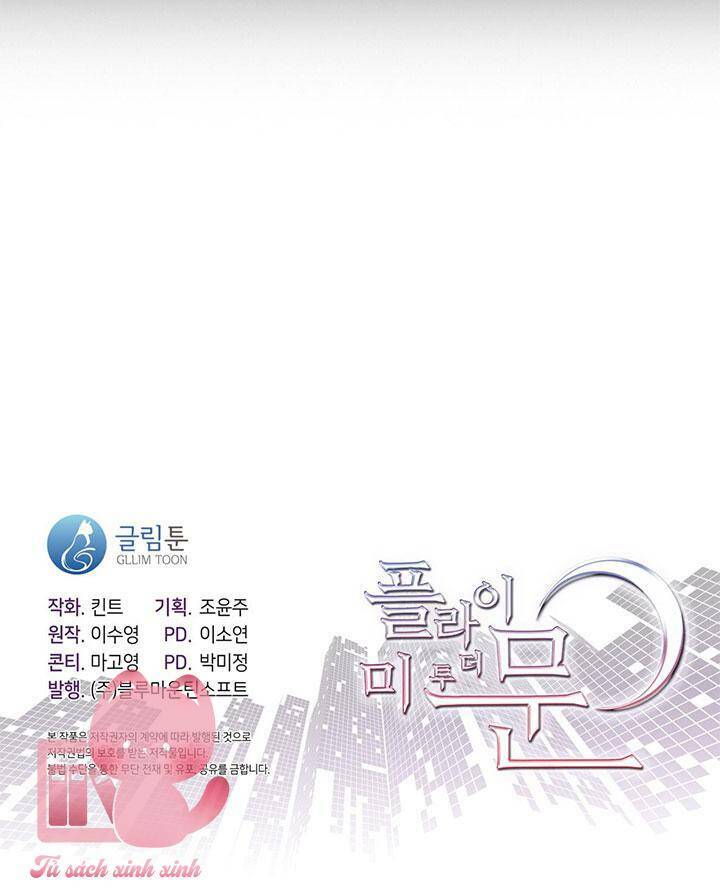 글림툰
GLLIM TOON
작화. 킨트 기획. 조윤주
원작. 이수영 PD. 이소연
콘티. 마고영 PD. 박미정
발행. (주)블루마운틴소프트
본 작품은 저작권자의 계약에 따라 발행된 것으로
저작권법의 보호를 받는 저작물입니다.
불법 수단을 통한 무단 전재 및 유포, 공유를 금합니다.
플라이
미 투 더 문
Tủ sách xinh xinh